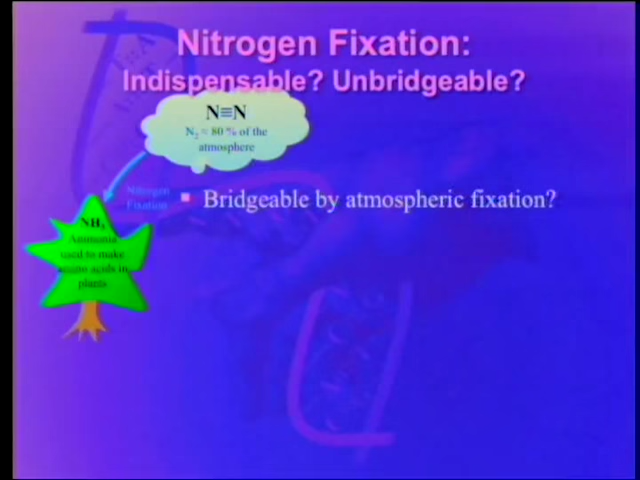 Nitrogen Fixation:
Indispensable? Unbridgeable?
N≡N
N₂ ≈ 80 % of the
atmosphere
Nitrogen
Fixation
Bridgeable by atmospheric fixation?
NH₃
Ammonia
used to make
amino acids in
plants